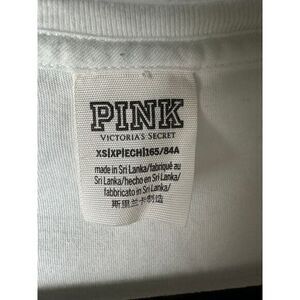 PINK
VICTORIA'S SECRET
XS|XP|ECH|165/84A
made in Sri Lanka/fabriqué au
Sri Lanka/hecho en Sri Lanka/
fabbricato in Sri Lanka/
斯里兰卡制造